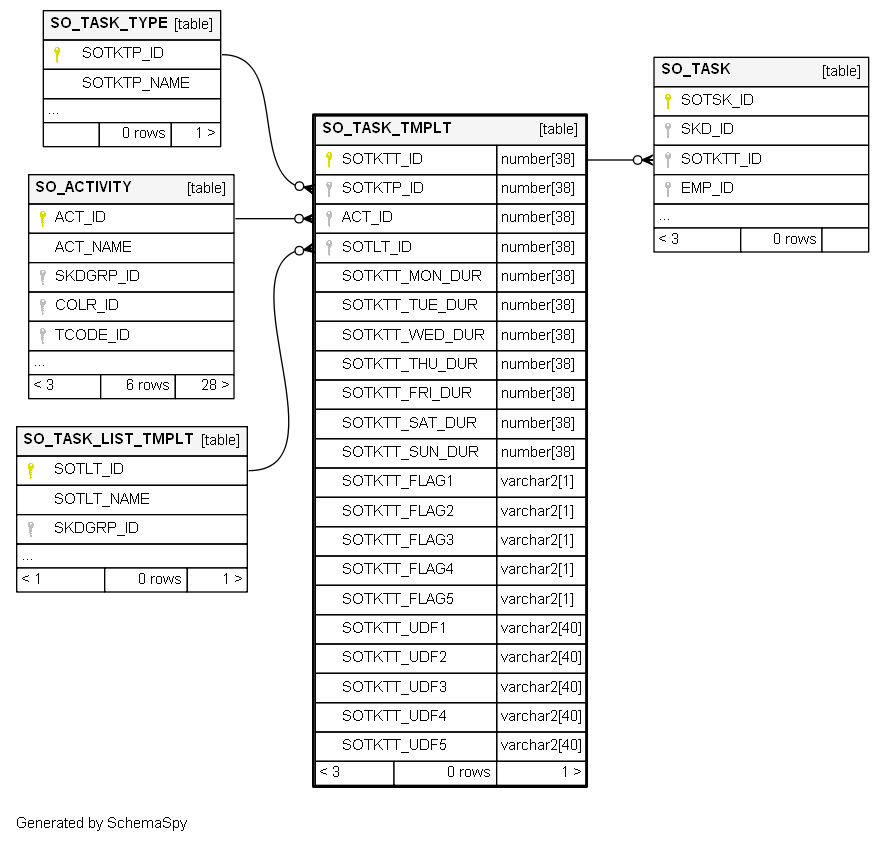 SO_TASK_TYPE [table]
SOTKTP_ID
SOTKTP_NAME
...
0 rows 1 >
SO_ACTIVITY [table]
ACT_ID
ACT_NAME
SKDGRP_ID
COLR_ID
TCODE_ID
...
< 3 6 rows 28 >
SO_TASK_LIST_TMPLT [table]
SOTLT_ID
SOTLT_NAME
SKDGRP_ID
...
< 1 0 rows 1 >
SO_TASK_TMPLT [table]
SOTKTT_ID number[38]
SOTKTP_ID number[38]
ACT_ID number[38]
SOTLT_ID number[38]
SOTKTT_MON_DUR number[38]
SOTKTT_TUE_DUR number[38]
SOTKTT_WED_DUR number[38]
SOTKTT_THU_DUR number[38]
SOTKTT_FRI_DUR number[38]
SOTKTT_SAT_DUR number[38]
SOTKTT_SUN_DUR number[38]
SOTKTT_FLAG1 varchar2[1]
SOTKTT_FLAG2 varchar2[1]
SOTKTT_FLAG3 varchar2[1]
SOTKTT_FLAG4 varchar2[1]
SOTKTT_FLAG5 varchar2[1]
SOTKTT_UDF1 varchar2[40]
SOTKTT_UDF2 varchar2[40]
SOTKTT_UDF3 varchar2[40]
SOTKTT_UDF4 varchar2[40]
SOTKTT_UDF5 varchar2[40]
< 3 0 rows 1 >
SO_TASK [table]
SOTSK_ID
SKD_ID
SOTKTT_ID
EMP_ID
...
< 3 0 rows
Generated by SchemaSpy